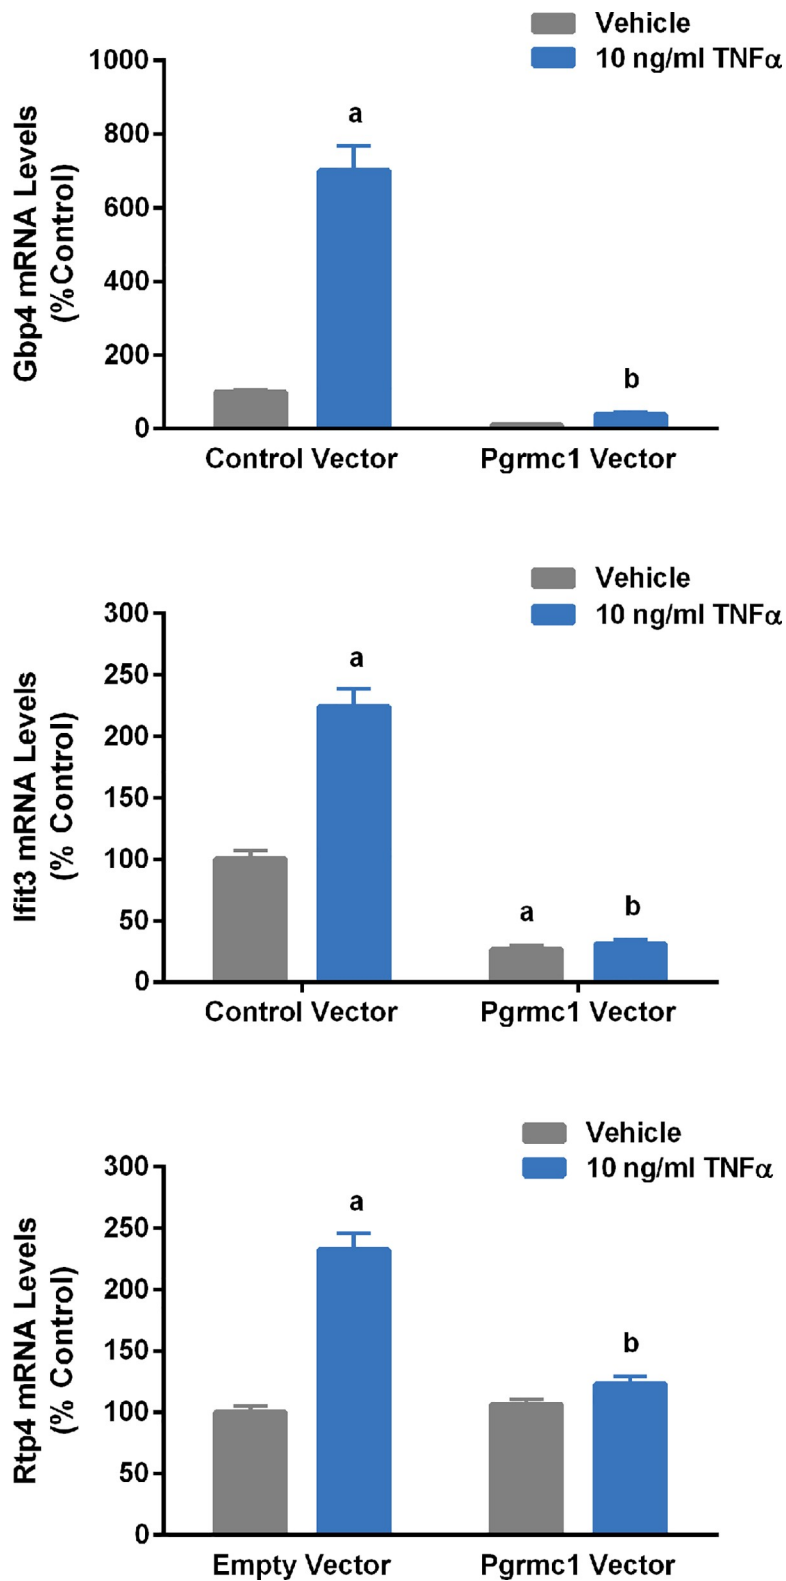 Vehicle
10 ng/ml TNFα
Gbp4 mRNA Levels
(%Control)
1000
800
600
400
200
0
a
b
Control Vector
Pgrmc1 Vector
Vehicle
10 ng/ml TNFα
Ifit3 mRNA Levels
(% Control)
300
250
200
150
100
50
0
a
a
b
Control Vector
Pgrmc1 Vector
Vehicle
10 ng/ml TNFα
Rtp4 mRNA Levels
(% Control)
300
250
200
150
100
50
0
a
b
Empty Vector
Pgrmc1 Vector